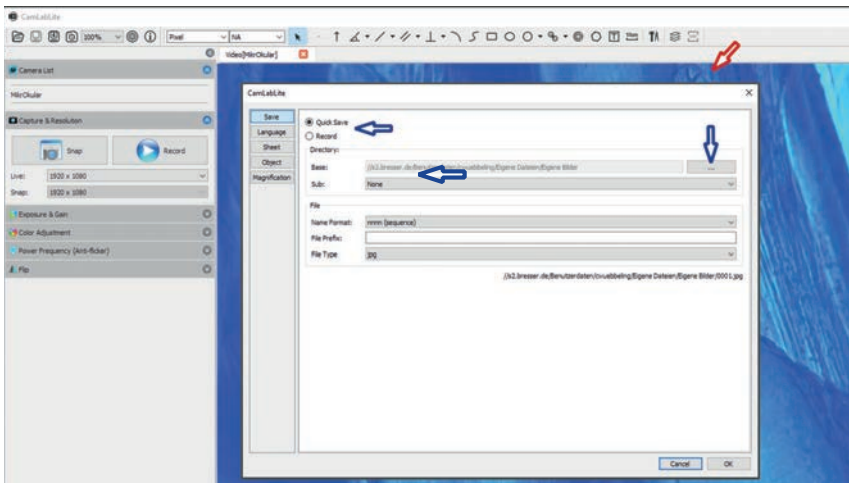 CamLabLite
100% Pixel NA
Video[MikrOkular]
Camera List
MikrOkular
Capture & Resolution
Snap Record
Live: 1920 x 1080
Snap: 1920 x 1080
Exposure & Gain
Color Adjustment
Power Frequency (Anti-flicker)
Flip
CamLabLite
Save
Language
Sheet
Object
Magnification
Quick Save
Record
Directory:
Base: ...
Sub: None
File
Name Format: nnnn (sequence)
File Prefix:
File Type jpg
Cancel OK